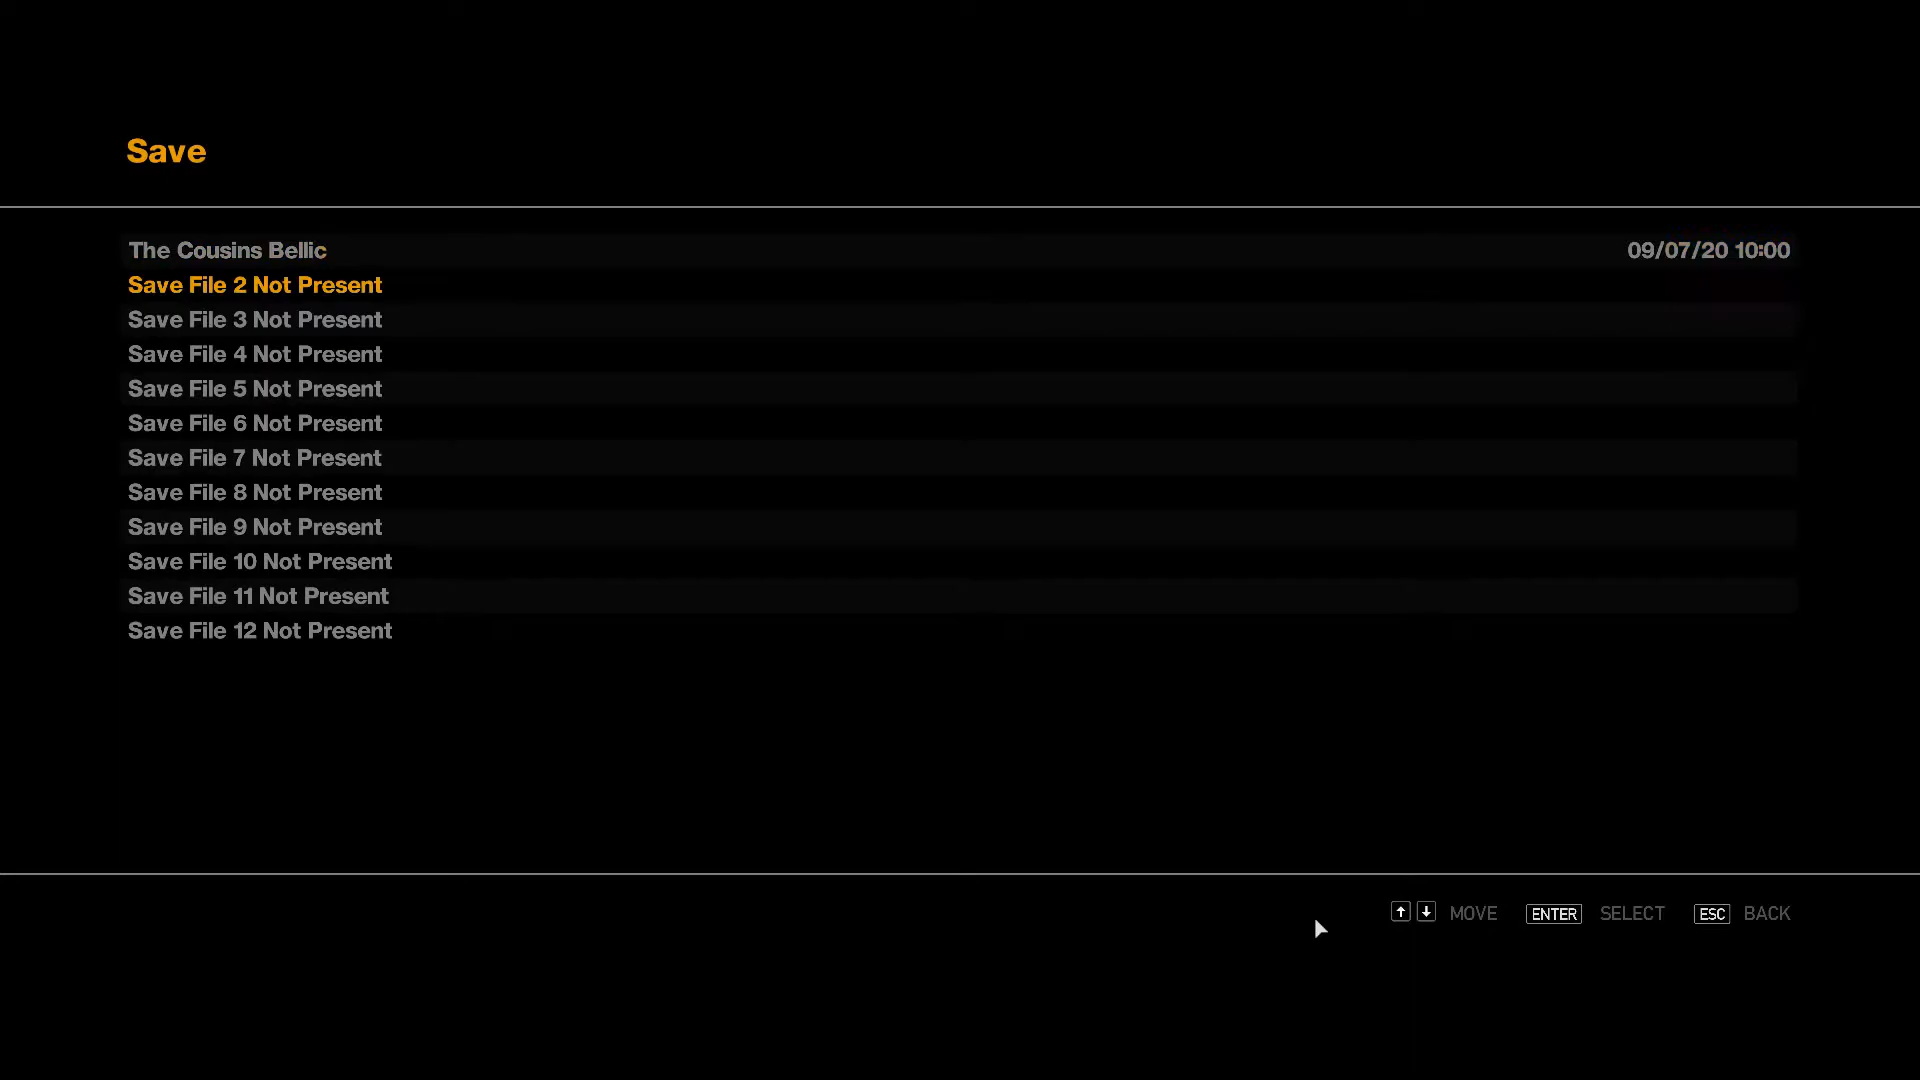 Save
The Cousins Bellic 09/07/20 10:00
Save File 2 Not Present
Save File 3 Not Present
Save File 4 Not Present
Save File 5 Not Present
Save File 6 Not Present
Save File 7 Not Present
Save File 8 Not Present
Save File 9 Not Present
Save File 10 Not Present
Save File 11 Not Present
Save File 12 Not Present
↑ ↓ MOVE ENTER SELECT ESC BACK